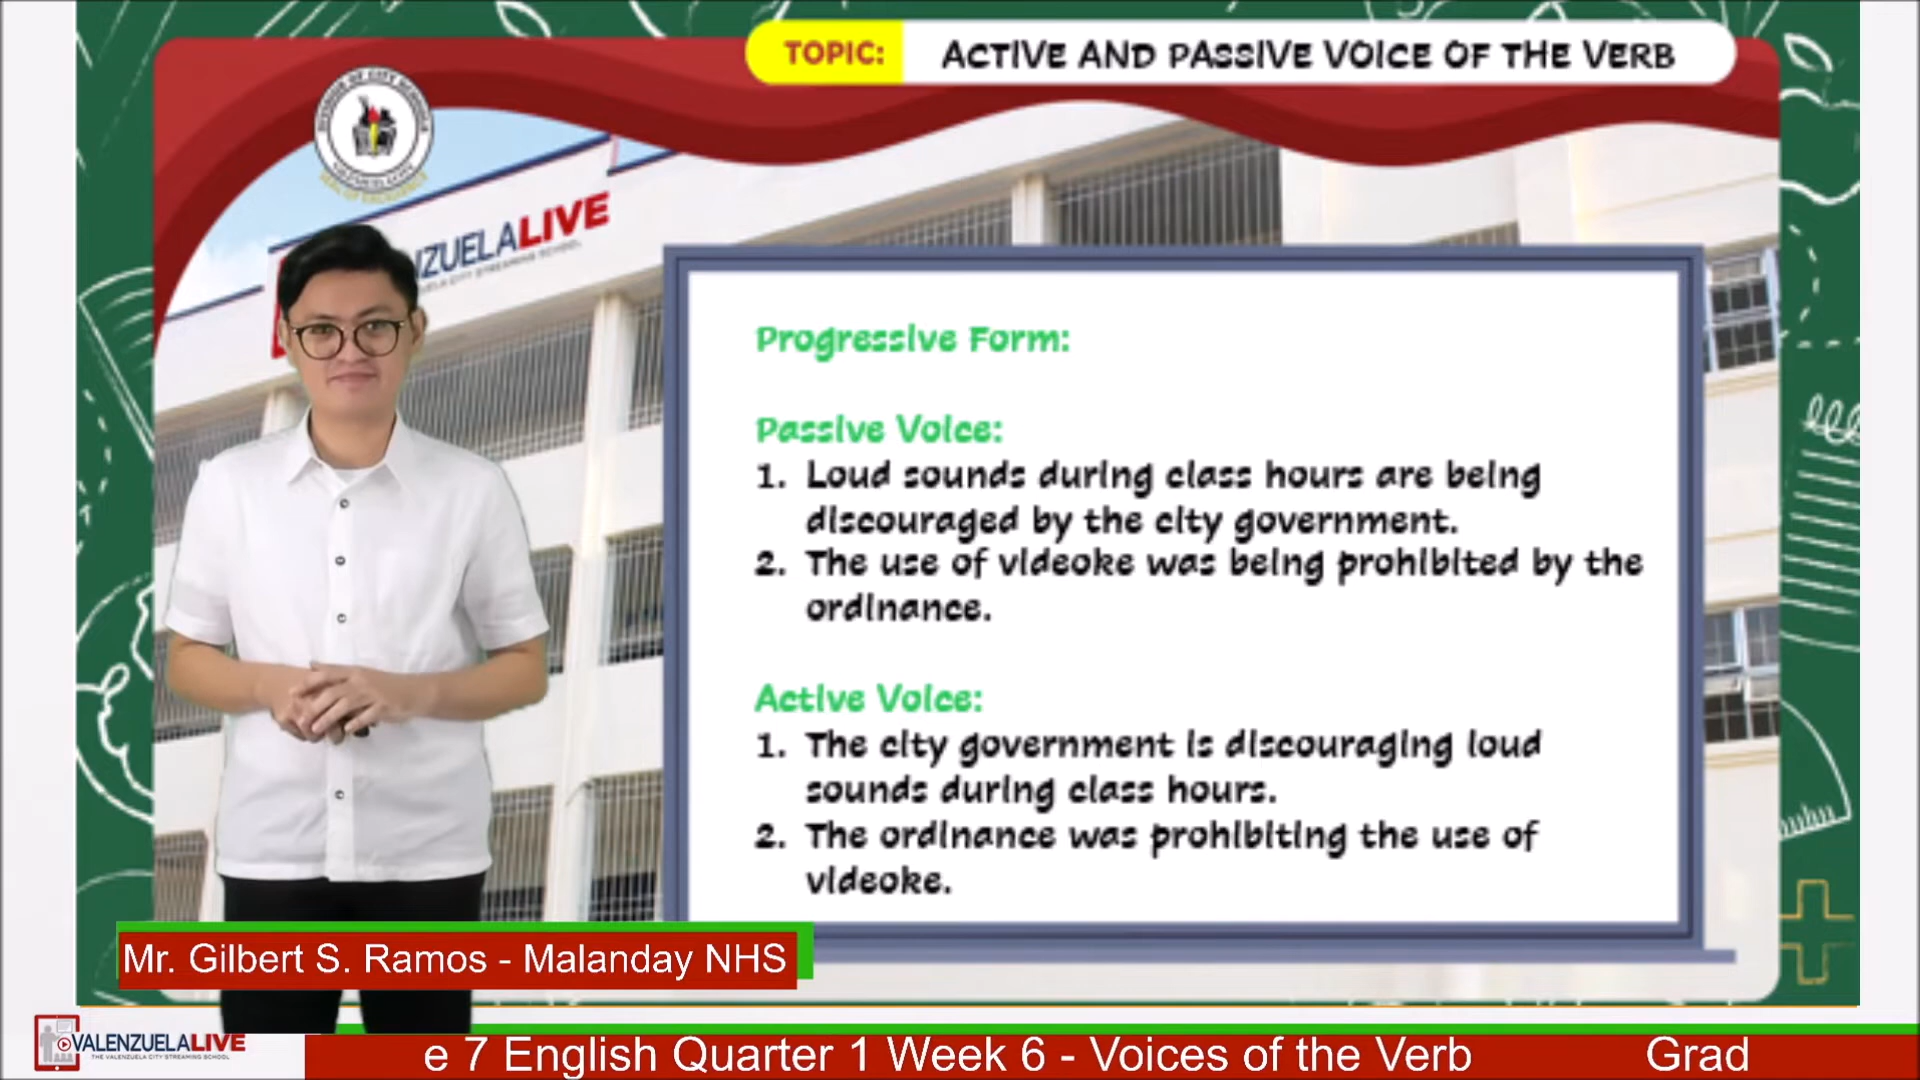 TOPIC: ACTIVE AND PASSIVE VOICE OF THE VERB
ZUELALIVE
Progressive Form:
Passive Voice:
1. Loud sounds during class hours are being
discouraged by the city government.
2. The use of videoke was being prohibited by the
ordinance.
Active Voice:
1. The city government is discouraging loud
sounds during class hours.
2. The ordinance was prohibiting the use of
videoke.
Mr. Gilbert S. Ramos - Malanday NHS
VALENZUELALIVE
THE VALENZUELA CITY STREAMING SCHOOL
e 7 English Quarter 1 Week 6 - Voices of the Verb Grad